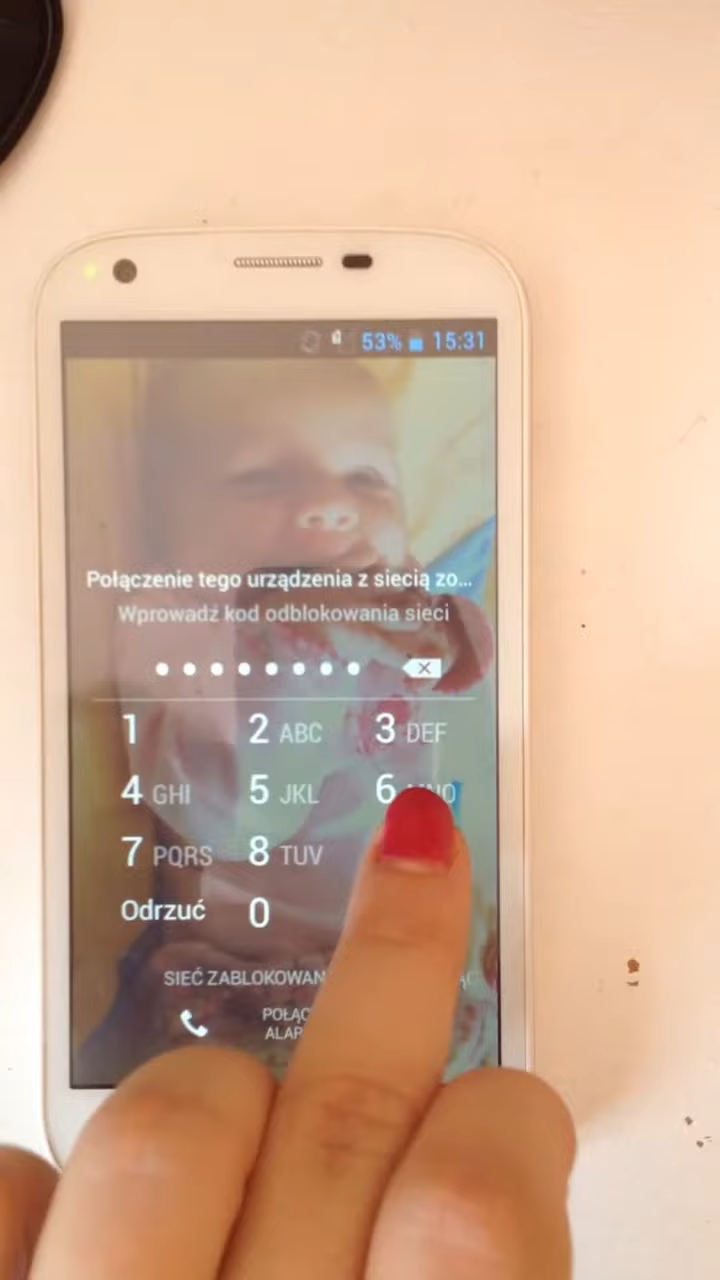 53% 15:31
Połączenie tego urządzenia z siecią zo...
Wprowadź kod odblokowania sieci
1 2 ABC 3 DEF
4 GHI 5 JKL 6 MNO
7 PQRS 8 TUV
Odrzuć 0
SIEĆ